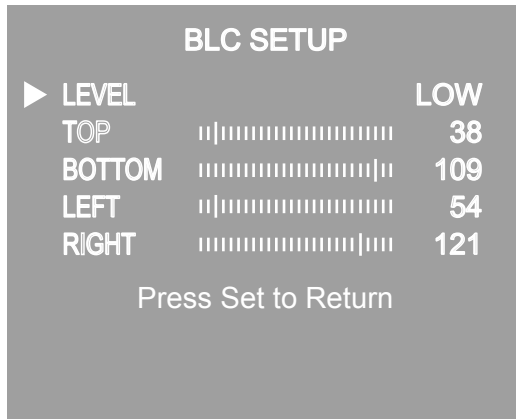 BLC SETUP
LEVEL LOW
TOP 38
BOTTOM 109
LEFT 54
RIGHT 121
Press Set to Return